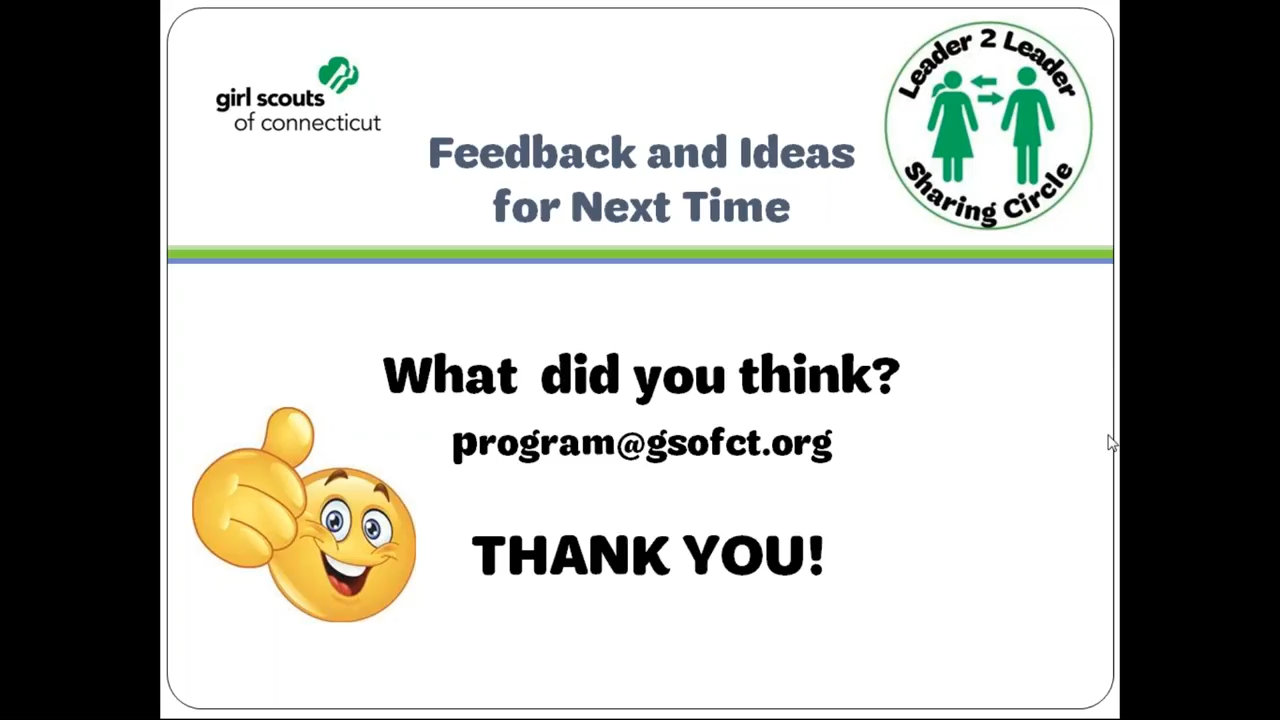 girl scouts
of connecticut
Leader 2 Leader
Sharing Circle
Feedback and Ideas
for Next Time
What did you think?
program@gsofct.org
THANK YOU!